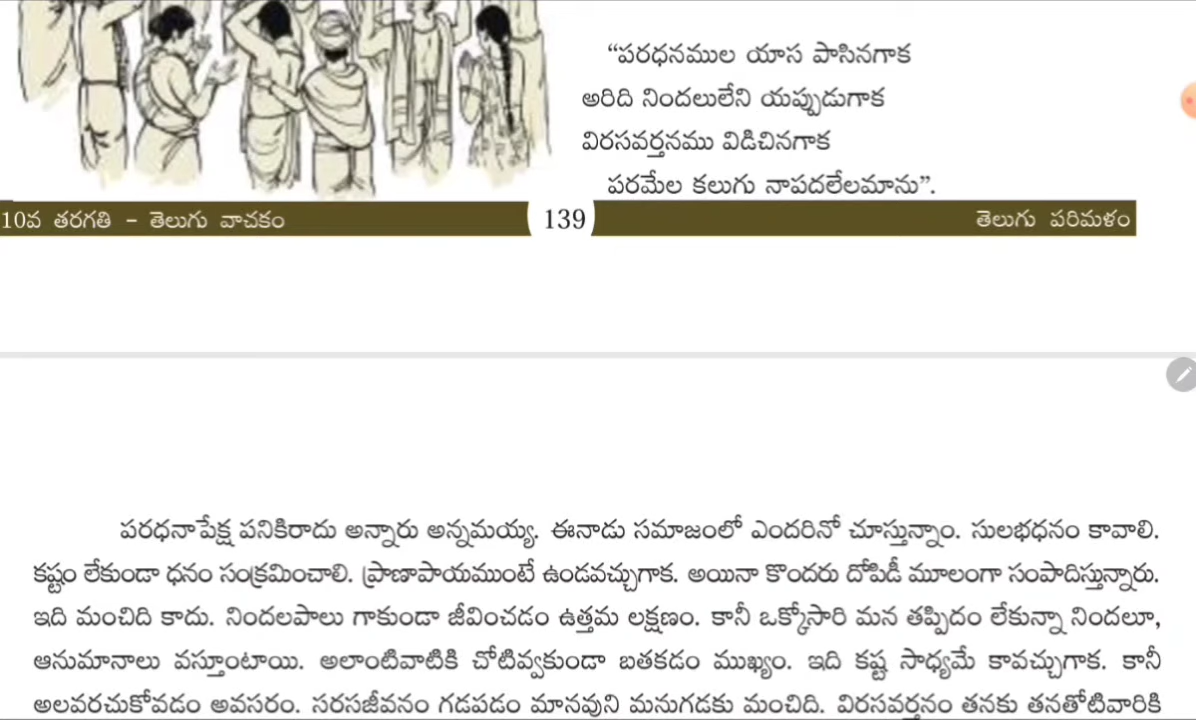 “పరధనముల యాస పాసినగాక
అరిది నిందలులేని యప్పుడుగాక
విరసవర్తనము విడిచినగాక
పరమేల కలుగు నాపదలేలమాను”.
10వ తరగతి - తెలుగు వాచకం 139 తెలుగు పరిమళం
పరధనాపేక్ష పనికిరాదు అన్నారు అన్నమయ్య. ఈనాడు సమాజంలో ఎందరినో చూస్తున్నాం. సులభధనం కావాలి.
కష్టం లేకుండా ధనం సంక్రమించాలి. ప్రాణాపాయముంటే ఉండవచ్చుగాక. అయినా కొందరు దోపిడీ మూలంగా సంపాదిస్తున్నారు.
ఇది మంచిది కాదు. నిందలపాలు గాకుండా జీవించడం ఉత్తమ లక్షణం. కానీ ఒక్కోసారి మన తప్పిదం లేకున్నా నిందలూ,
ఆనుమానాలు వస్తూంటాయి. అలాంటివాటికి చోటివ్వకుండా బతకడం ముఖ్యం. ఇది కష్ట సాధ్యమే కావచ్చుగాక. కానీ
అలవరచుకోవడం అవసరం. సరసజీవనం గడపడం మానవుని మనుగడకు మంచిది. విరసవర్తనం తనకు తనతోటివారికి